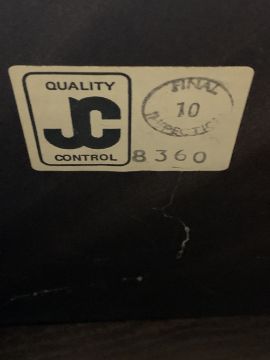 QUALITY
JC
CONTROL
FINAL
10
INSPECTION
8360